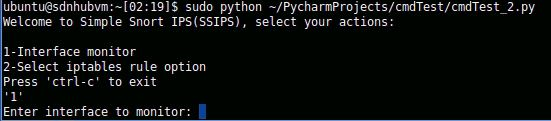 ubuntu@sdnhubvm:~[02:19]$ sudo python ~/PycharmProjects/cmdTest/cmdTest_2.py
Welcome to Simple Snort IPS(SSIPS), select your actions:
1-Interface monitor
2-Select iptables rule option
Press 'ctrl-c' to exit
'1'
Enter interface to monitor: